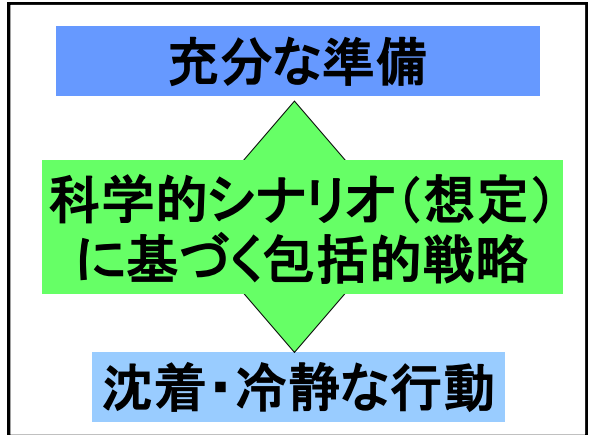 充分な準備
科学的シナリオ（想定）
に基づく包括的戦略
沈着・冷静な行動